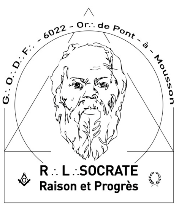 G∴O∴D∴F∴ - 6022 - Or∴ de Pont - à - Mousson
R∴ L∴ SOCRATE
Raison et Progrès